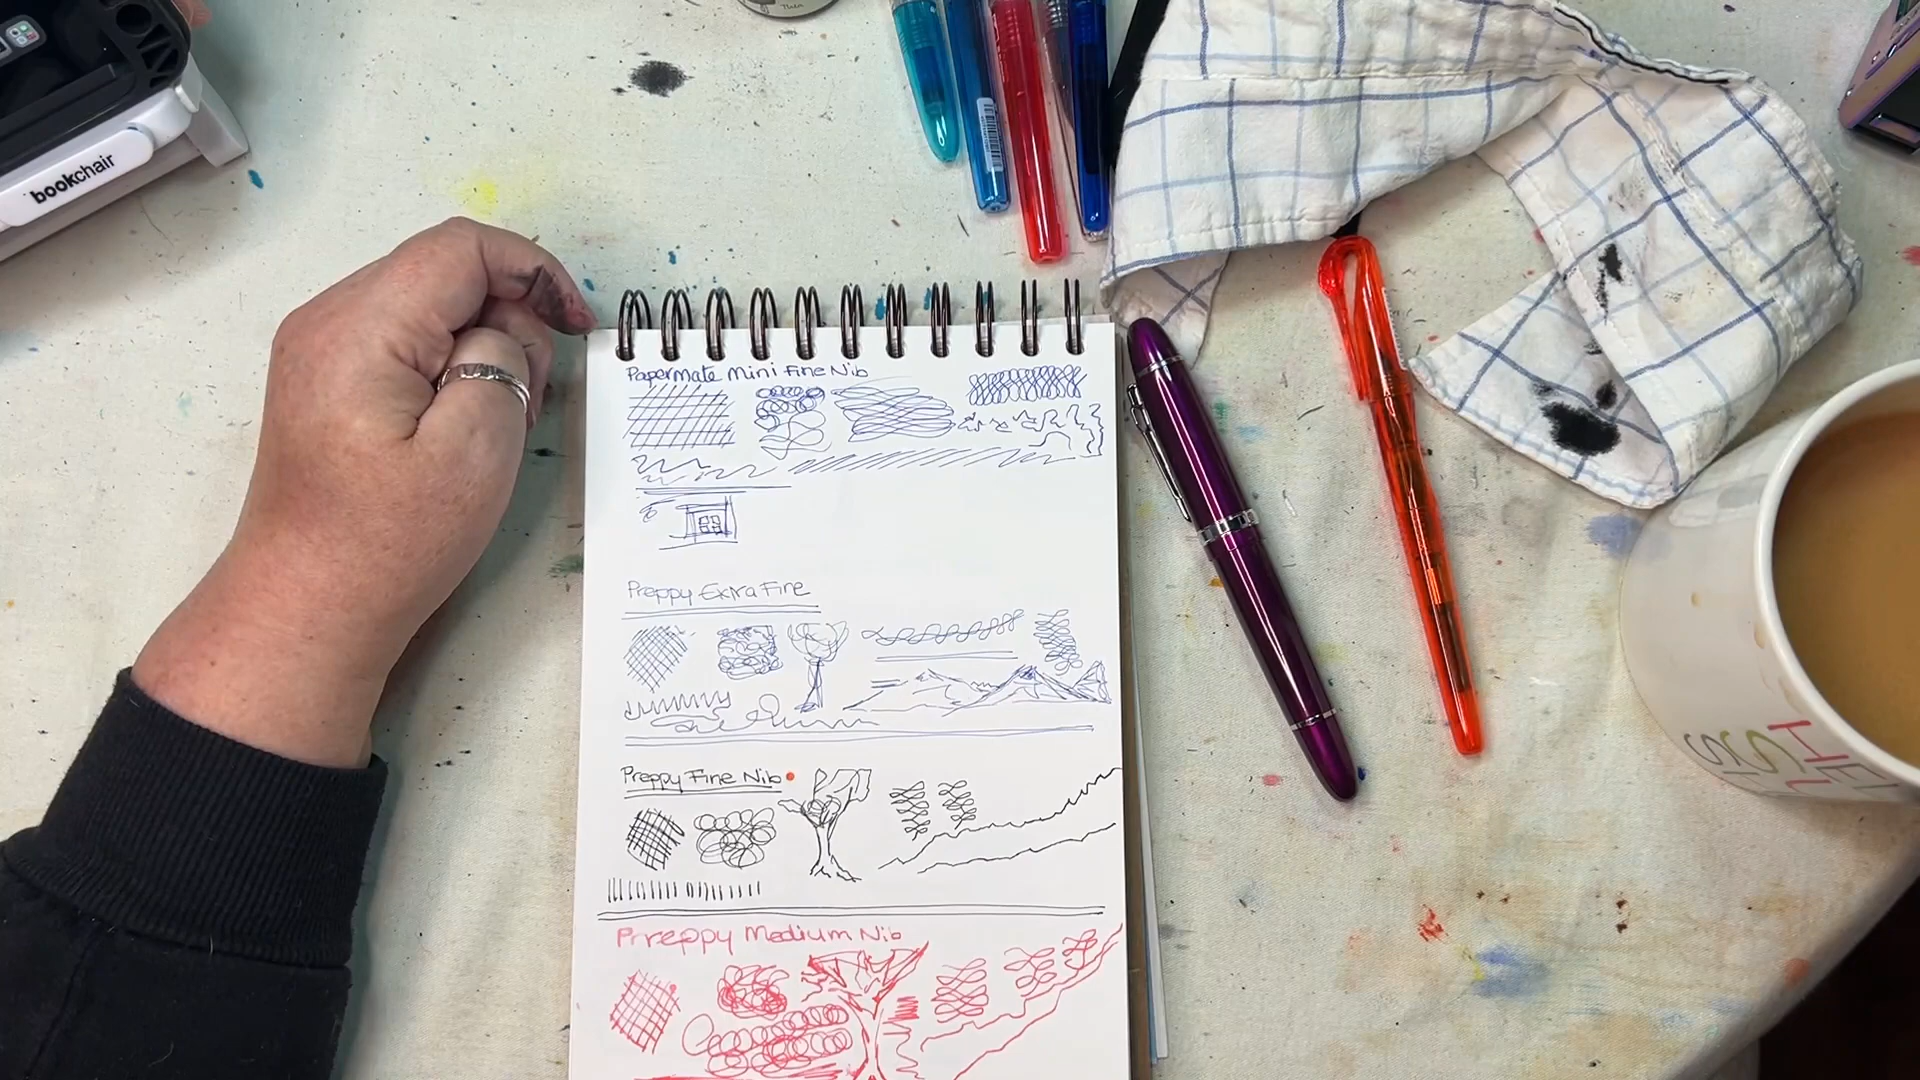 bookchair
Papermate Mini Fine Nib
Preppy Extra Fine
Preppy Fine Nib
Prreppy Medium Nib